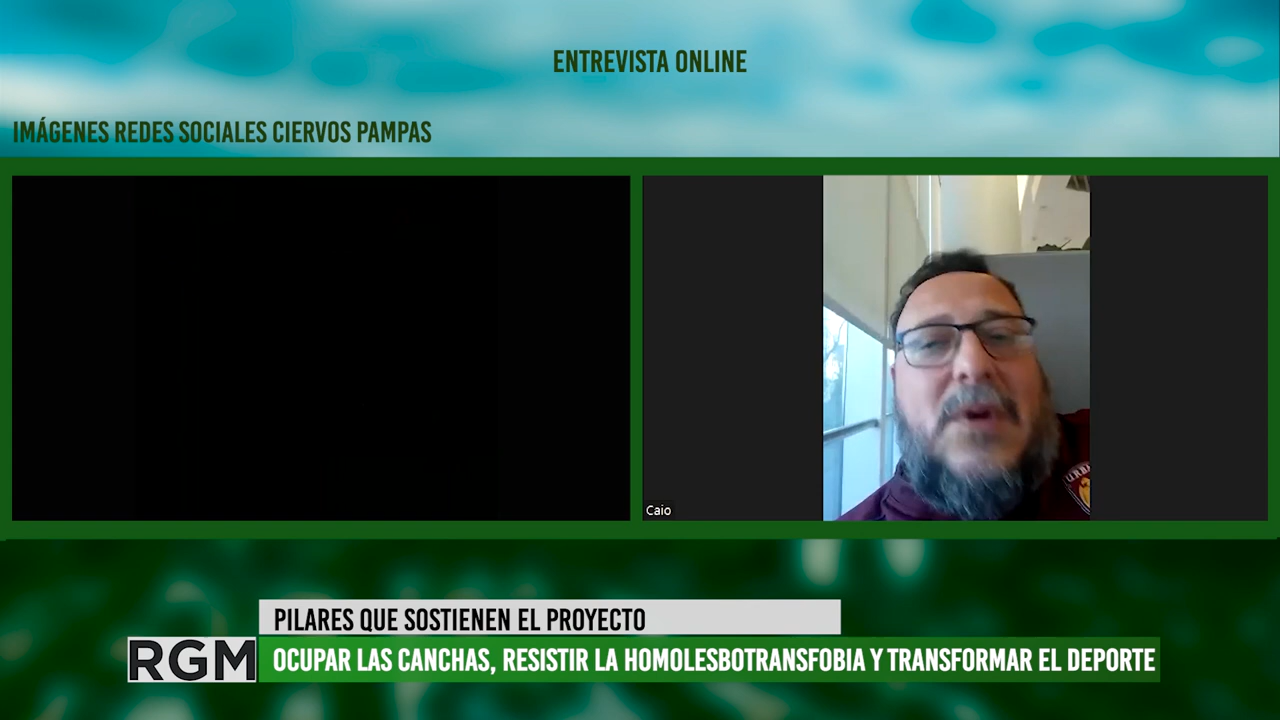 ENTREVISTA ONLINE
IMÁGENES REDES SOCIALES CIERVOS PAMPAS
Caio
PILARES QUE SOSTIENEN EL PROYECTO
RGM
OCUPAR LAS CANCHAS, RESISTIR LA HOMOLESBOTRANSFOBIA Y TRANSFORMAR EL DEPORTE